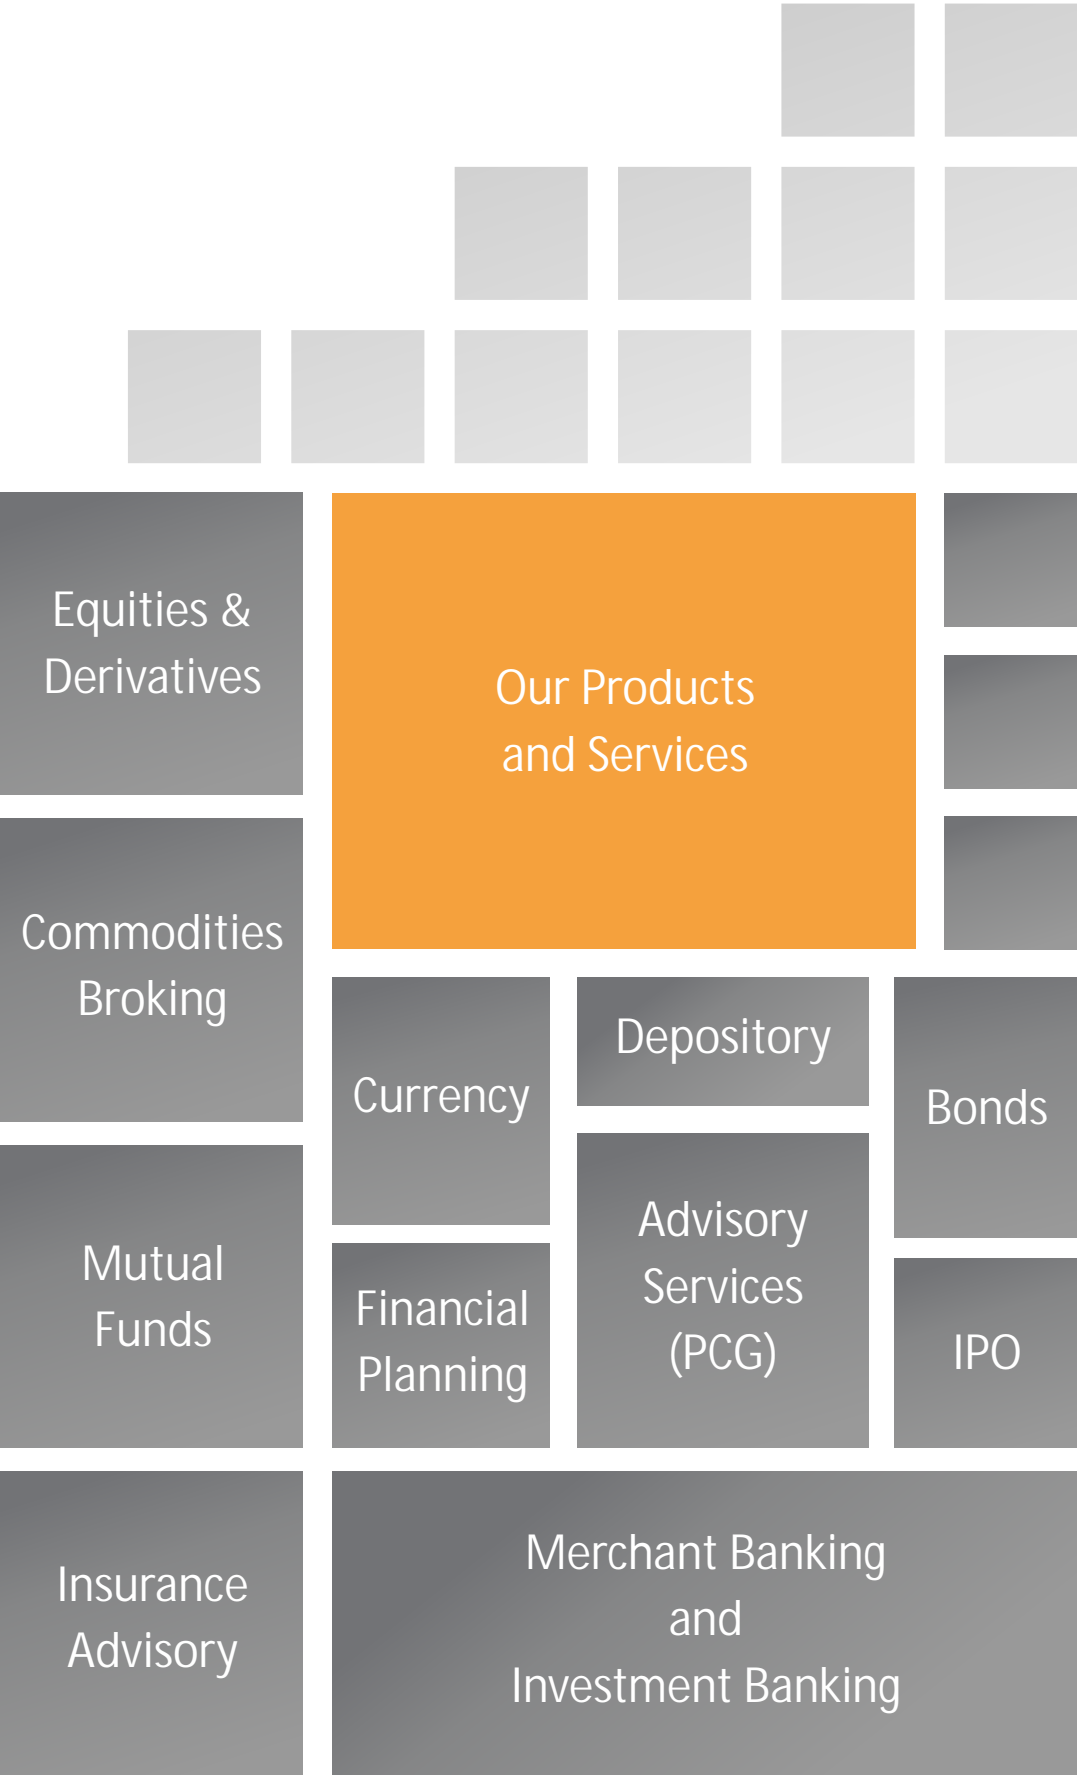 Equities &
Derivatives
Our Products
and Services
Commodities
Broking
Currency
Depository
Bonds
Mutual
Funds
Financial
Planning
Advisory
Services
(PCG)
IPO
Insurance
Advisory
Merchant Banking
and
Investment Banking